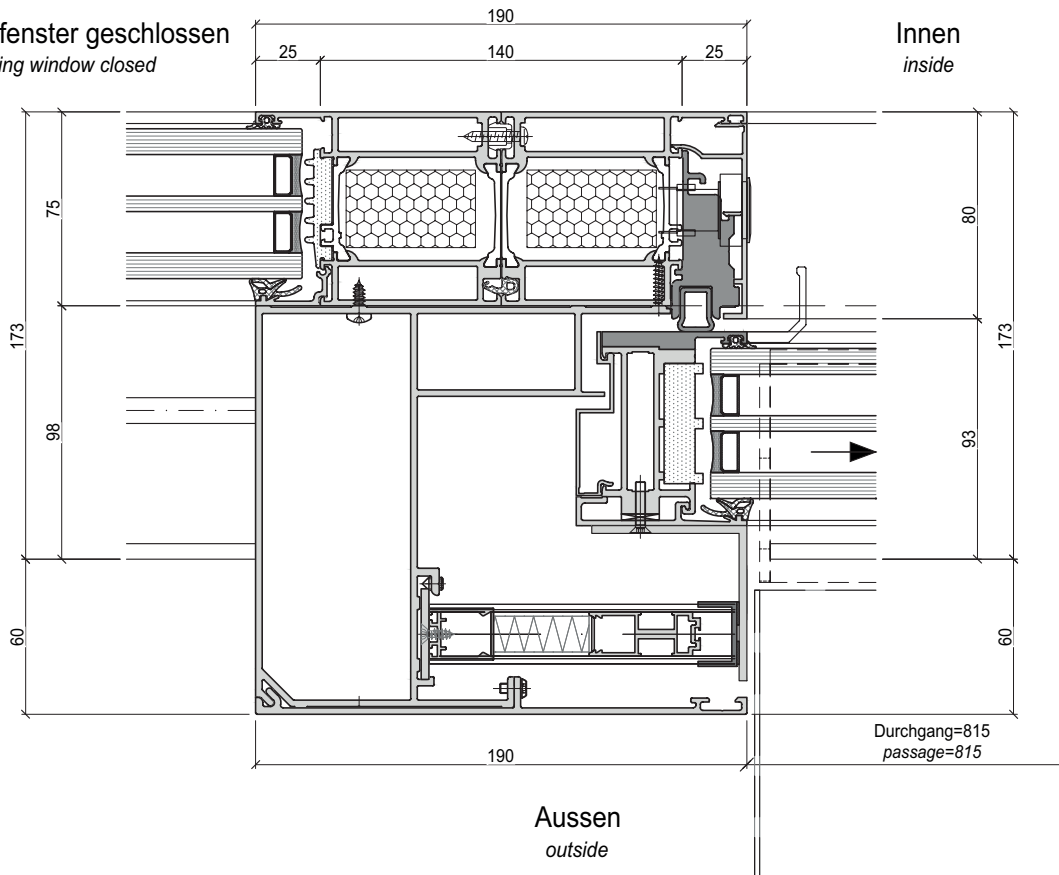 190
fenster geschlossen
Innen
ing window closed
25
140
25
inside
75
80
173
173
98
93
60
60
Durchgang=815
190
passage=815
Aussen
outside